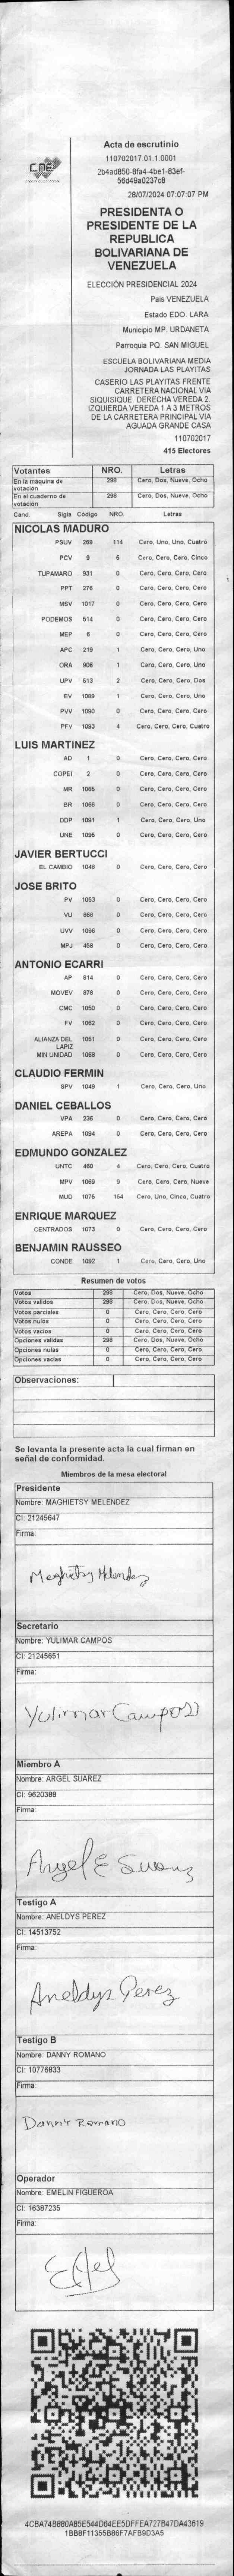 cne
Acta de escrutinio
110702017.01.1.0001
2b4ad850-8fa4-4be1-83ef-
56d49a0237c8
28/07/2024 07:07:07 PM
PRESIDENTA O
PRESIDENTE DE LA
REPUBLICA
BOLIVARIANA DE
VENEZUELA
ELECCIÓN PRESIDENCIAL 2024
Pais VENEZUELA
Estado EDO. LARA
Municipio MP. URDANETA
Parroquia PQ. SAN MIGUEL
ESCUELA BOLIVARIANA MEDIA
JORNADA LAS PLAYITAS
CASERIO LAS PLAYITAS FRENTE
CARRETERA NACIONAL VIA
SIQUISIQUE. DERECHA VEREDA 2.
IZQUIERDA VEREDA 1 A 3 METROS
DE LA CARRETERA PRINCIPAL VIA
AGUADA GRANDE CASA
110702017
415 Electores
Votantes NRO. Letras
En la máquina de votación 298 Cero, Dos, Nueve, Ocho
En el cuaderno de votación 298 Cero, Dos, Nueve, Ocho
Cand. Sigla Código NRO. Letras
NICOLAS MADURO
PSUV 269 114 Cero, Uno, Uno, Cuatro
PCV 9 5 Cero, Cero, Cero, Cinco
TUPAMARO 931 0 Cero, Cero, Cero, Cero
PPT 276 0 Cero, Cero, Cero, Cero
MSV 1017 0 Cero, Cero, Cero, Cero
PODEMOS 514 0 Cero, Cero, Cero, Cero
MEP 6 0 Cero, Cero, Cero, Cero
APC 219 1 Cero, Cero, Cero, Uno
ORA 906 1 Cero, Cero, Cero, Uno
UPV 613 2 Cero, Cero, Cero, Dos
EV 1089 1 Cero, Cero, Cero, Uno
PVV 1090 0 Cero, Cero, Cero, Cero
PFV 1093 4 Cero, Cero, Cero, Cuatro
LUIS MARTINEZ
AD 1 0 Cero, Cero, Cero, Cero
COPEI 2 0 Cero, Cero, Cero, Cero
MR 1065 0 Cero, Cero, Cero, Cero
BR 1066 0 Cero, Cero, Cero, Cero
DDP 1091 1 Cero, Cero, Cero, Uno
UNE 1095 0 Cero, Cero, Cero, Cero
JAVIER BERTUCCI
EL CAMBIO 1048 0 Cero, Cero, Cero, Cero
JOSE BRITO
PV 1053 0 Cero, Cero, Cero, Cero
VU 866 0 Cero, Cero, Cero, Cero
UVV 1096 0 Cero, Cero, Cero, Cero
MPJ 458 0 Cero, Cero, Cero, Cero
ANTONIO ECARRI
AP 814 0 Cero, Cero, Cero, Cero
MOVEV 878 0 Cero, Cero, Cero, Cero
CMC 1050 0 Cero, Cero, Cero, Cero
FV 1062 0 Cero, Cero, Cero, Cero
ALIANZA DEL LAPIZ 1051 0 Cero, Cero, Cero, Cero
MIN UNIDAD 1068 0 Cero, Cero, Cero, Cero
CLAUDIO FERMIN
SPV 1049 1 Cero, Cero, Cero, Uno
DANIEL CEBALLOS
VPA 236 0 Cero, Cero, Cero, Cero
AREPA 1094 0 Cero, Cero, Cero, Cero
EDMUNDO GONZALEZ
UNTC 460 4 Cero, Cero, Cero, Cuatro
MPV 1069 9 Cero, Cero, Cero, Nueve
MUD 1075 154 Cero, Uno, Cinco, Cuatro
ENRIQUE MARQUEZ
CENTRADOS 1073 0 Cero, Cero, Cero, Cero
BENJAMIN RAUSSEO
CONDE 1092 1 Cero, Cero, Cero, Uno
Resumen de votos
Votos 298 Cero, Dos, Nueve, Ocho
Votos validos 298 Cero, Dos, Nueve, Ocho
Votos parciales 0 Cero, Cero, Cero, Cero
Votos nulos 0 Cero, Cero, Cero, Cero
Votos vacios 0 Cero, Cero, Cero, Cero
Opciones validas 298 Cero, Dos, Nueve, Ocho
Opciones nulas 0 Cero, Cero, Cero, Cero
Opciones vacias 0 Cero, Cero, Cero, Cero
Observaciones:
Se levanta la presente acta la cual firman en
señal de conformidad.
Miembros de la mesa electoral
Presidente
Nombre: MAGHIETSY MELENDEZ
CI: 21245647
Firma:
Maghietsy Melendez
Secretario
Nombre: YULIMAR CAMPOS
CI: 21245651
Firma:
Yulimar Campos
Miembro A
Nombre: ARGEL SUAREZ
CI: 9620388
Firma:
Argel E Suarez
Testigo A
Nombre: ANELDYS PEREZ
CI: 14513752
Firma:
Aneldys Perez
Testigo B
Nombre: DANNY ROMANO
CI: 10776833
Firma:
Danny Romano
Operador
Nombre: EMELIN FIGUEROA
CI: 16387235
Firma:
4CBA74B880A85E544D64EE5DFFEA727B47DA43619
1BB8F11355B86F7AFB9D3A5